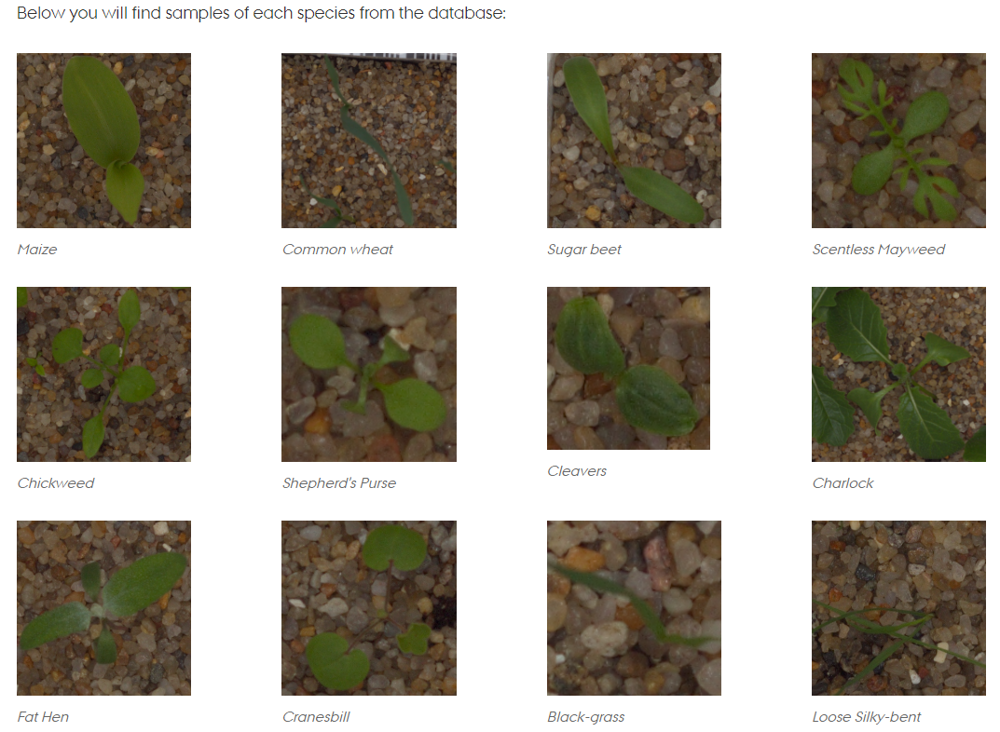 Below you will find samples of each species from the database:
Maize
Common wheat
Sugar beet
Scentless Mayweed
Chickweed
Shepherd's Purse
Cleavers
Charlock
Fat Hen
Cranesbill
Black-grass
Loose Silky-bent